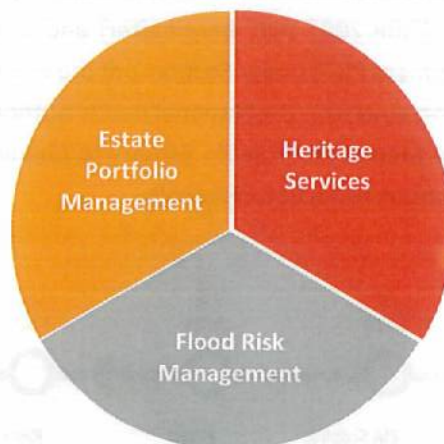 Estate
Portfolio
Management
Heritage
Services
Flood Risk
Management